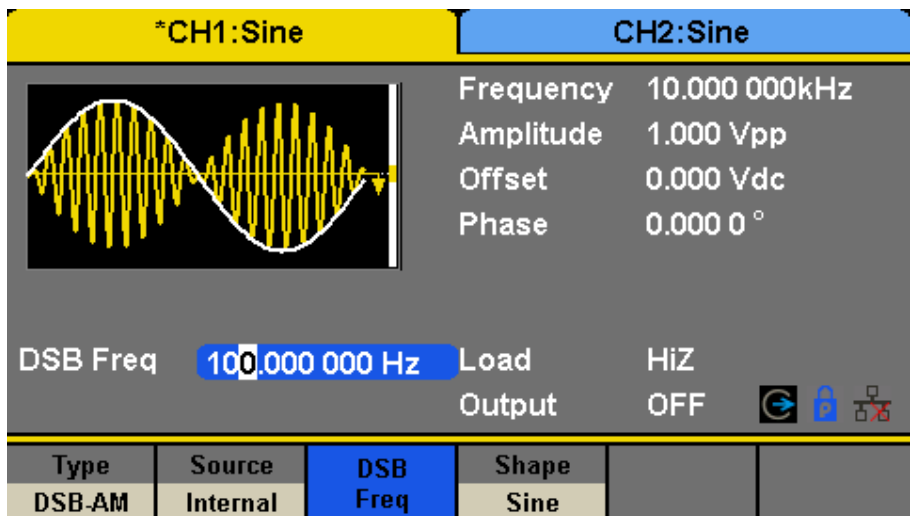 *CH1:Sine CH2:Sine
Frequency 10.000 000kHz
Amplitude 1.000 Vpp
Offset 0.000 Vdc
Phase 0.000 0 °
DSB Freq 100.000 000 Hz Load HiZ
Output OFF P
Type Source DSB Shape
DSB-AM Internal Freq Sine